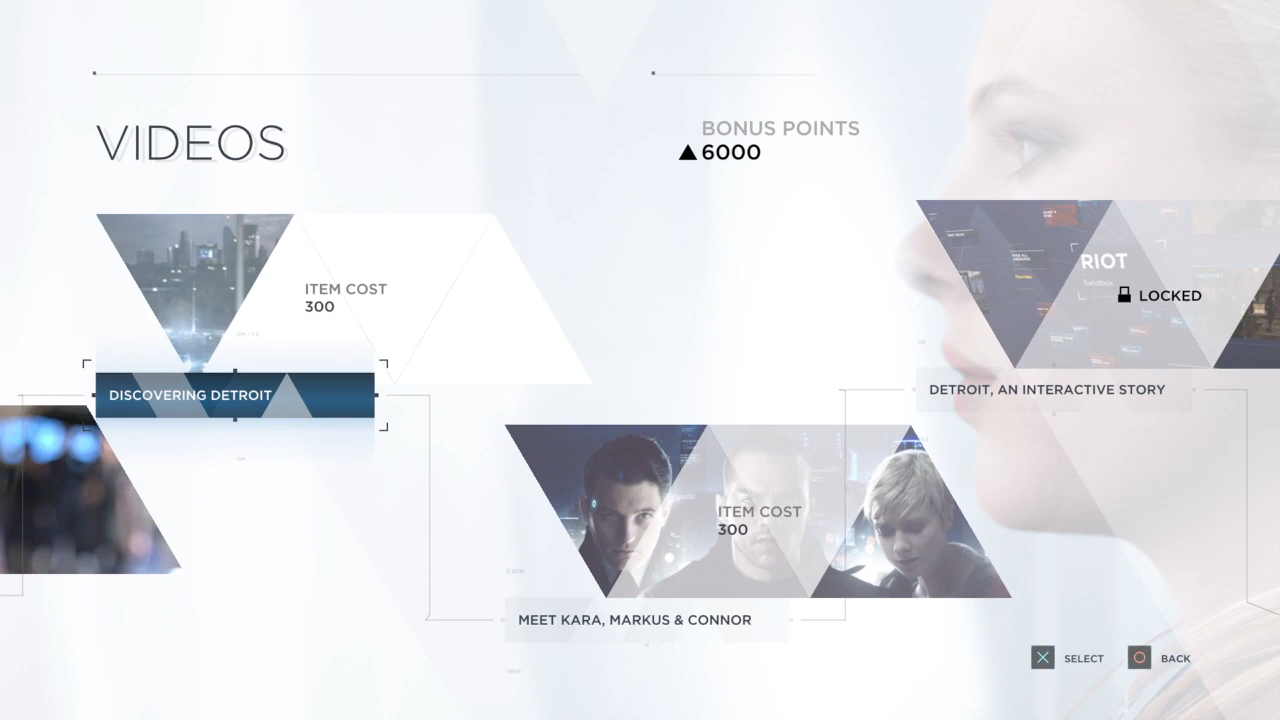 VIDEOS
BONUS POINTS
6000
ITEM COST
300
DISCOVERING DETROIT
RIOT
Sandbox
LOCKED
DETROIT, AN INTERACTIVE STORY
ITEM COST
300
MEET KARA, MARKUS & CONNOR
SELECT
BACK